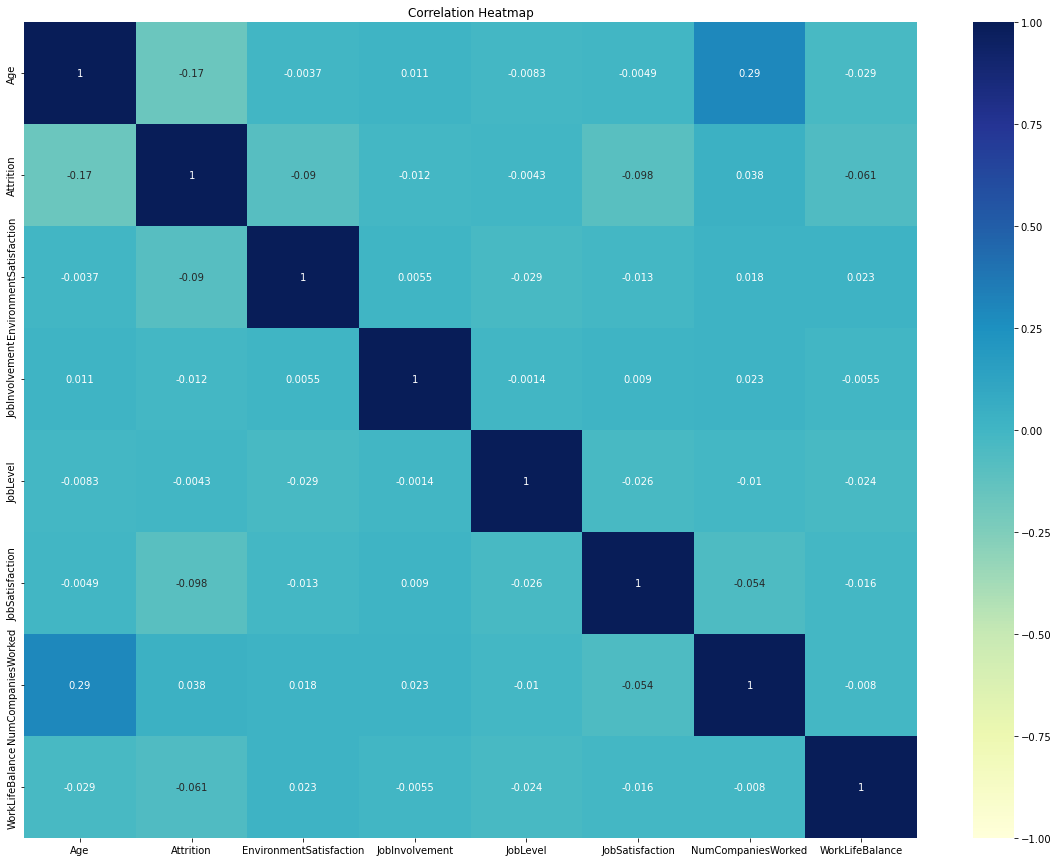 Correlation Heatmap
Age 1 -0.17 -0.0037 0.011 -0.0083 -0.0049 0.29 -0.029
Attrition -0.17 1 -0.09 -0.012 -0.0043 -0.098 0.038 -0.061
EnvironmentSatisfaction -0.0037 -0.09 1 0.0055 -0.029 -0.013 0.018 0.023
JobInvolvement 0.011 -0.012 0.0055 1 -0.0014 0.009 0.023 -0.0055
JobLevel -0.0083 -0.0043 -0.029 -0.0014 1 -0.026 -0.01 -0.024
JobSatisfaction -0.0049 -0.098 -0.013 0.009 -0.026 1 -0.054 -0.016
NumCompaniesWorked 0.29 0.038 0.018 0.023 -0.01 -0.054 1 -0.008
WorkLifeBalance -0.029 -0.061 0.023 -0.0055 -0.024 -0.016 -0.008 1
Age Attrition EnvironmentSatisfaction JobInvolvement JobLevel JobSatisfaction NumCompaniesWorked WorkLifeBalance
1.00
0.75
0.50
0.25
0.00
−0.25
−0.50
−0.75
−1.00